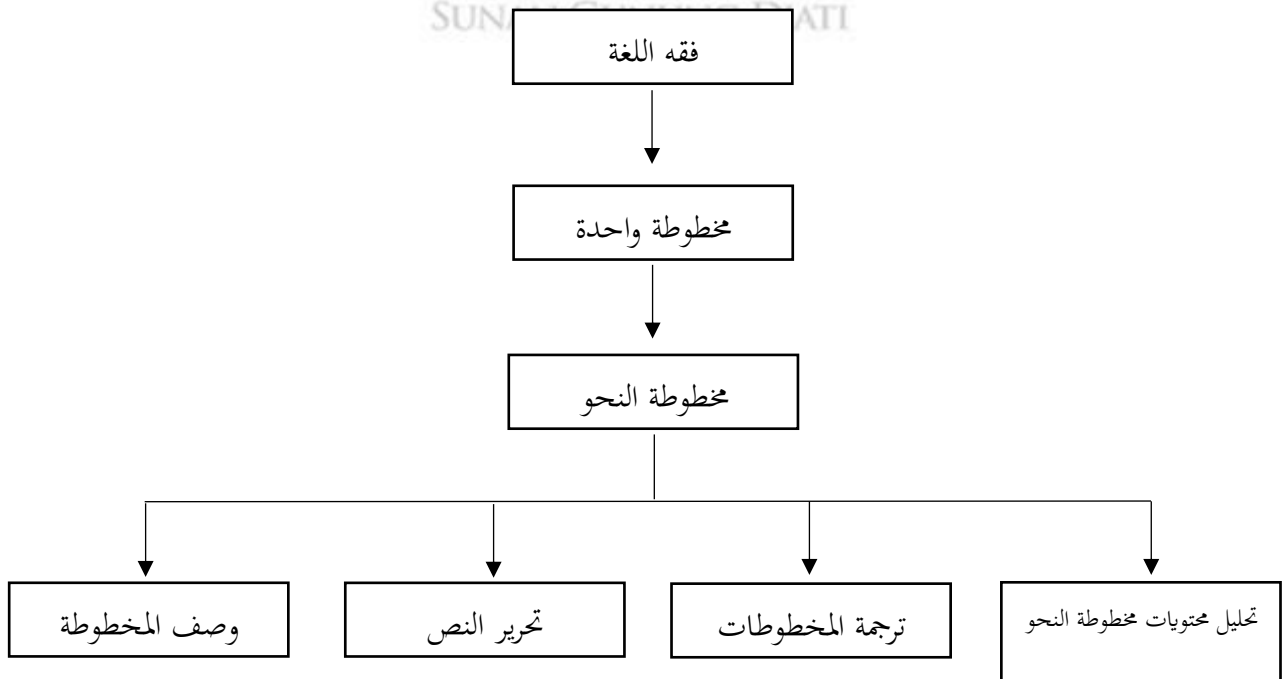 فقه اللغة
مخطوطة واحدة
مخطوطة النحو
تحليل محتويات مخطوطة النحو
ترجمة المخطوطات
تحرير النص
وصف المخطوطة